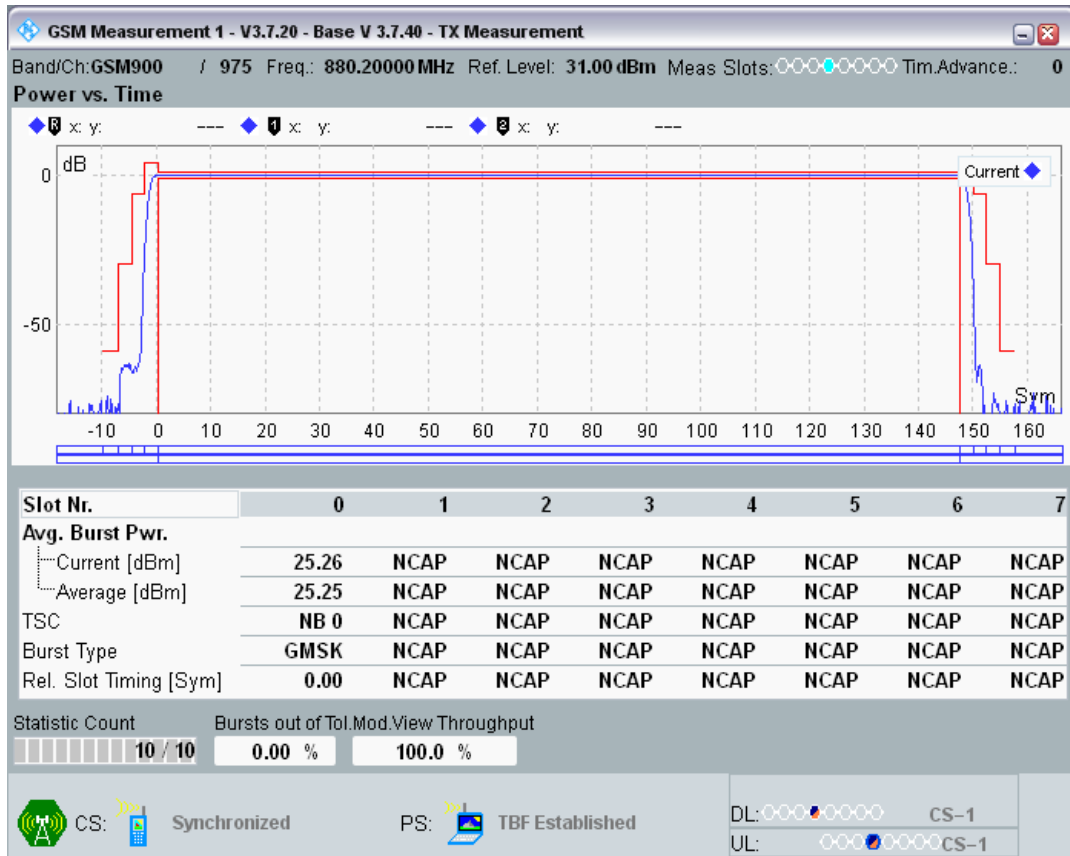 GSM Measurement 1 - V3.7.20 - Base V 3.7.40 - TX Measurement
Band/Ch:GSM900 / 975 Freq.: 880.20000 MHz Ref. Level: 31.00 dBm Meas Slots: Tim.Advance.: 0
Power vs. Time
R x: y: --- 1 x: y: --- 2 x: y: ---
dB
Current
0
-50
Sym
-10 0 10 20 30 40 50 60 70 80 90 100 110 120 130 140 150 160
Slot Nr. 0 1 2 3 4 5 6 7
Avg. Burst Pwr.
Current [dBm] 25.26 NCAP NCAP NCAP NCAP NCAP NCAP NCAP
Average [dBm] 25.25 NCAP NCAP NCAP NCAP NCAP NCAP NCAP
TSC NB 0 NCAP NCAP NCAP NCAP NCAP NCAP NCAP
Burst Type GMSK NCAP NCAP NCAP NCAP NCAP NCAP NCAP
Rel. Slot Timing [Sym] 0.00 NCAP NCAP NCAP NCAP NCAP NCAP NCAP
Statistic Count Bursts out of Tol.Mod.View Throughput
10 / 10 0.00 % 100.0 %
CS: Synchronized PS: TBF Established
DL: CS-1
UL: CS-1